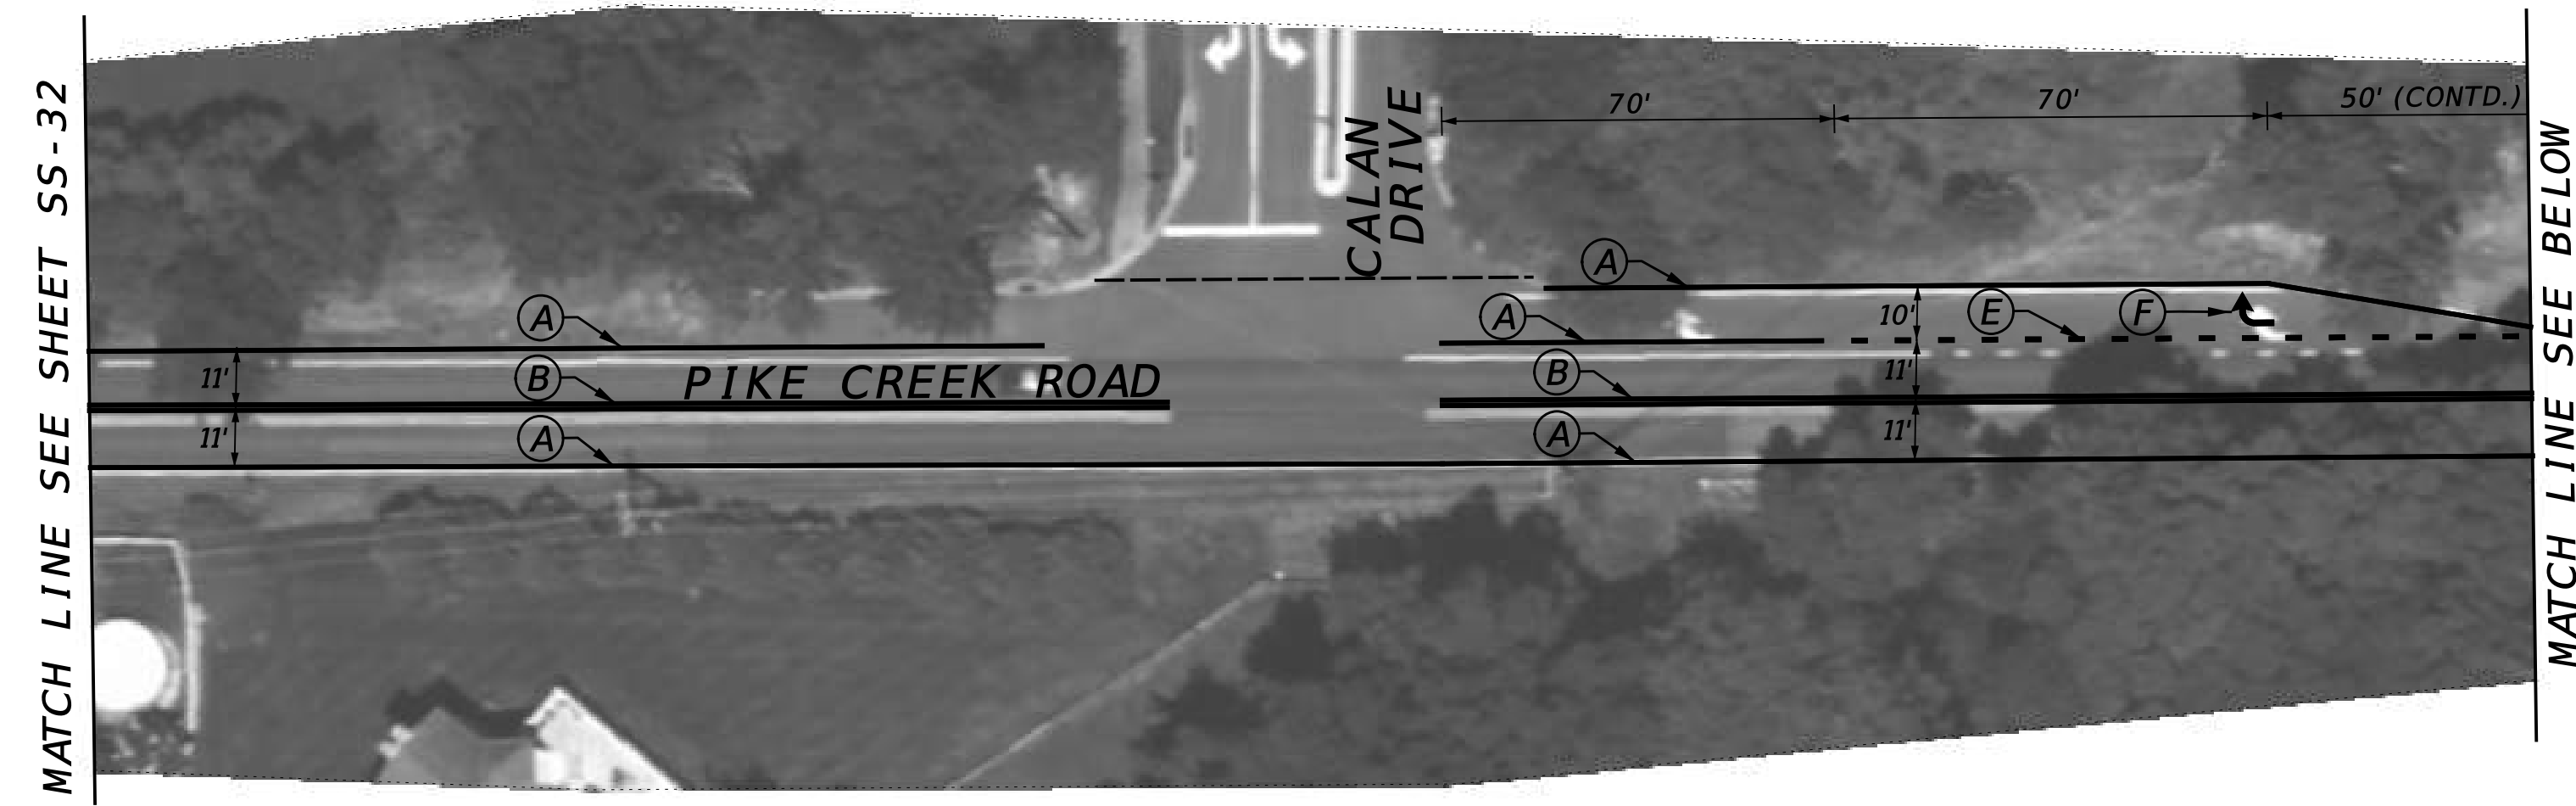 MATCH LINE SEE SHEET SS-32
CALAN
DRIVE
70'
70'
50' (CONTD.)
A
A
A
10'
E
F
11'
B
PIKE CREEK ROAD
B
11'
11'
A
A
11'
MATCH LINE SEE BELOW